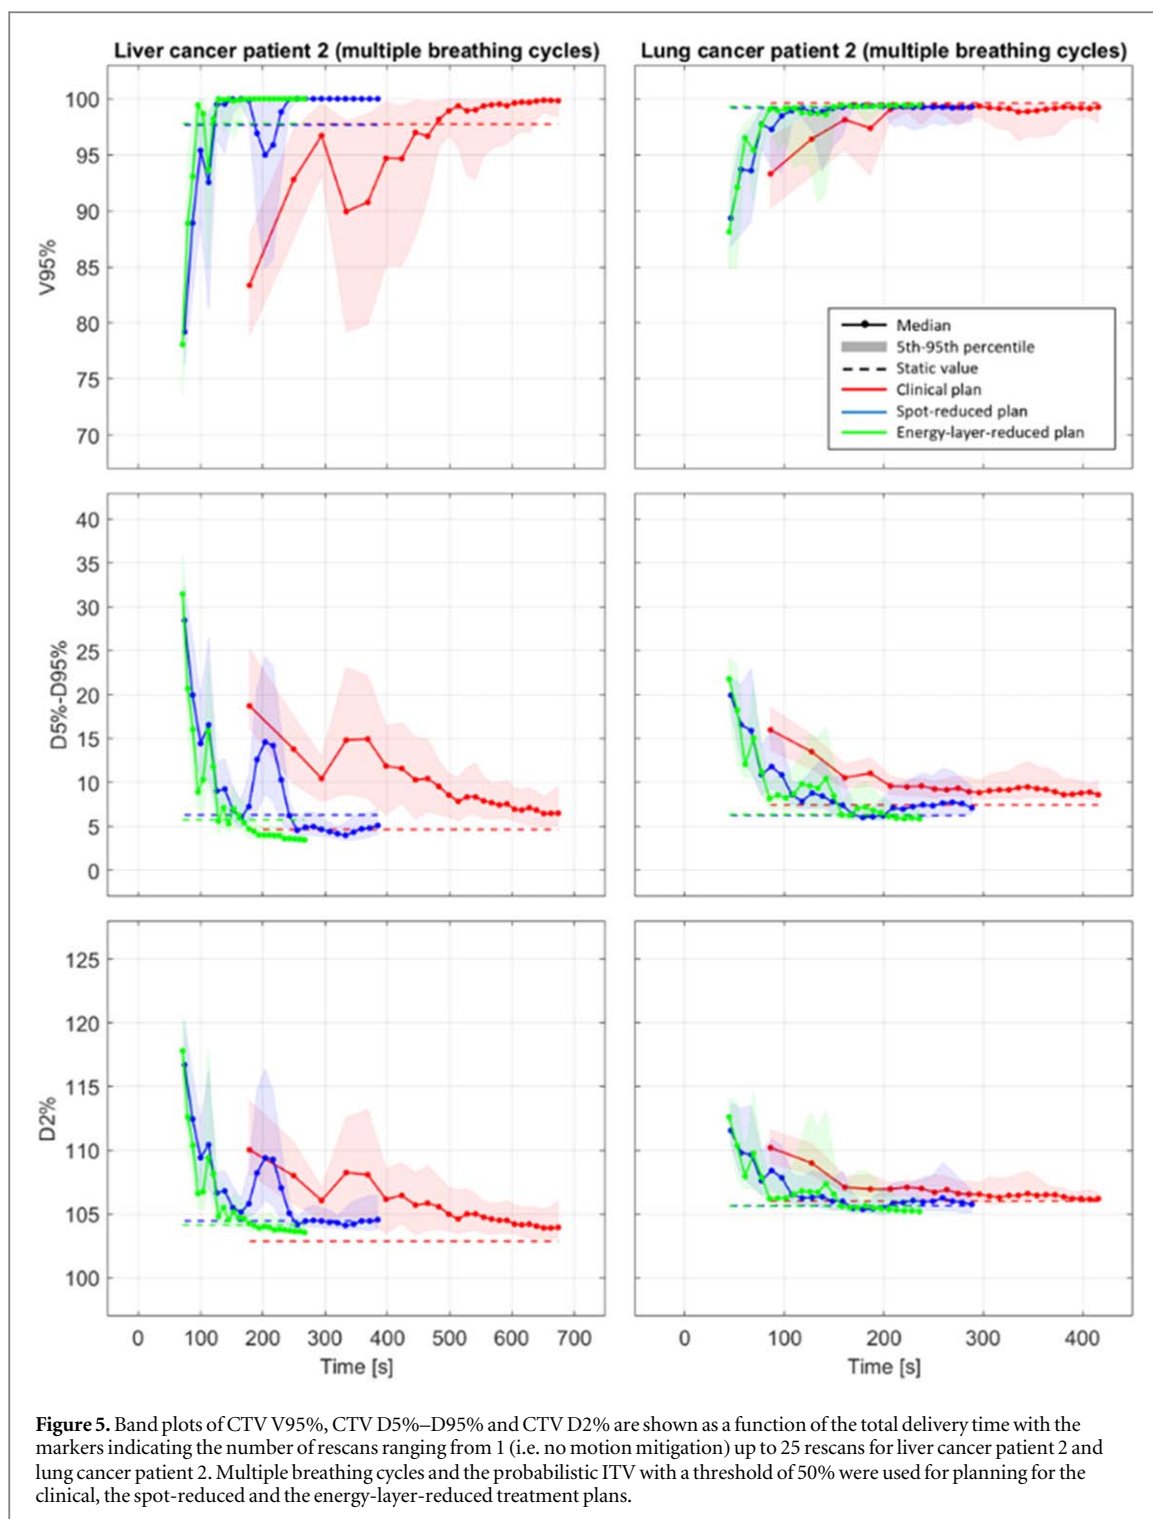 Liver cancer patient 2 (multiple breathing cycles)
Lung cancer patient 2 (multiple breathing cycles)
V95%
100
95
90
85
80
75
70
Median
5th-95th percentile
Static value
Clinical plan
Spot-reduced plan
Energy-layer-reduced plan
D5%-D95%
40
35
30
25
20
15
10
5
0
D2%
125
120
115
110
105
100
0 100 200 300 400 500 600 700
Time [s]
0 100 200 300 400
Time [s]
Figure 5. Band plots of CTV V95%, CTV D5%–D95% and CTV D2% are shown as a function of the total delivery time with the
markers indicating the number of rescans ranging from 1 (i.e. no motion mitigation) up to 25 rescans for liver cancer patient 2 and
lung cancer patient 2. Multiple breathing cycles and the probabilistic ITV with a threshold of 50% were used for planning for the
clinical, the spot-reduced and the energy-layer-reduced treatment plans.